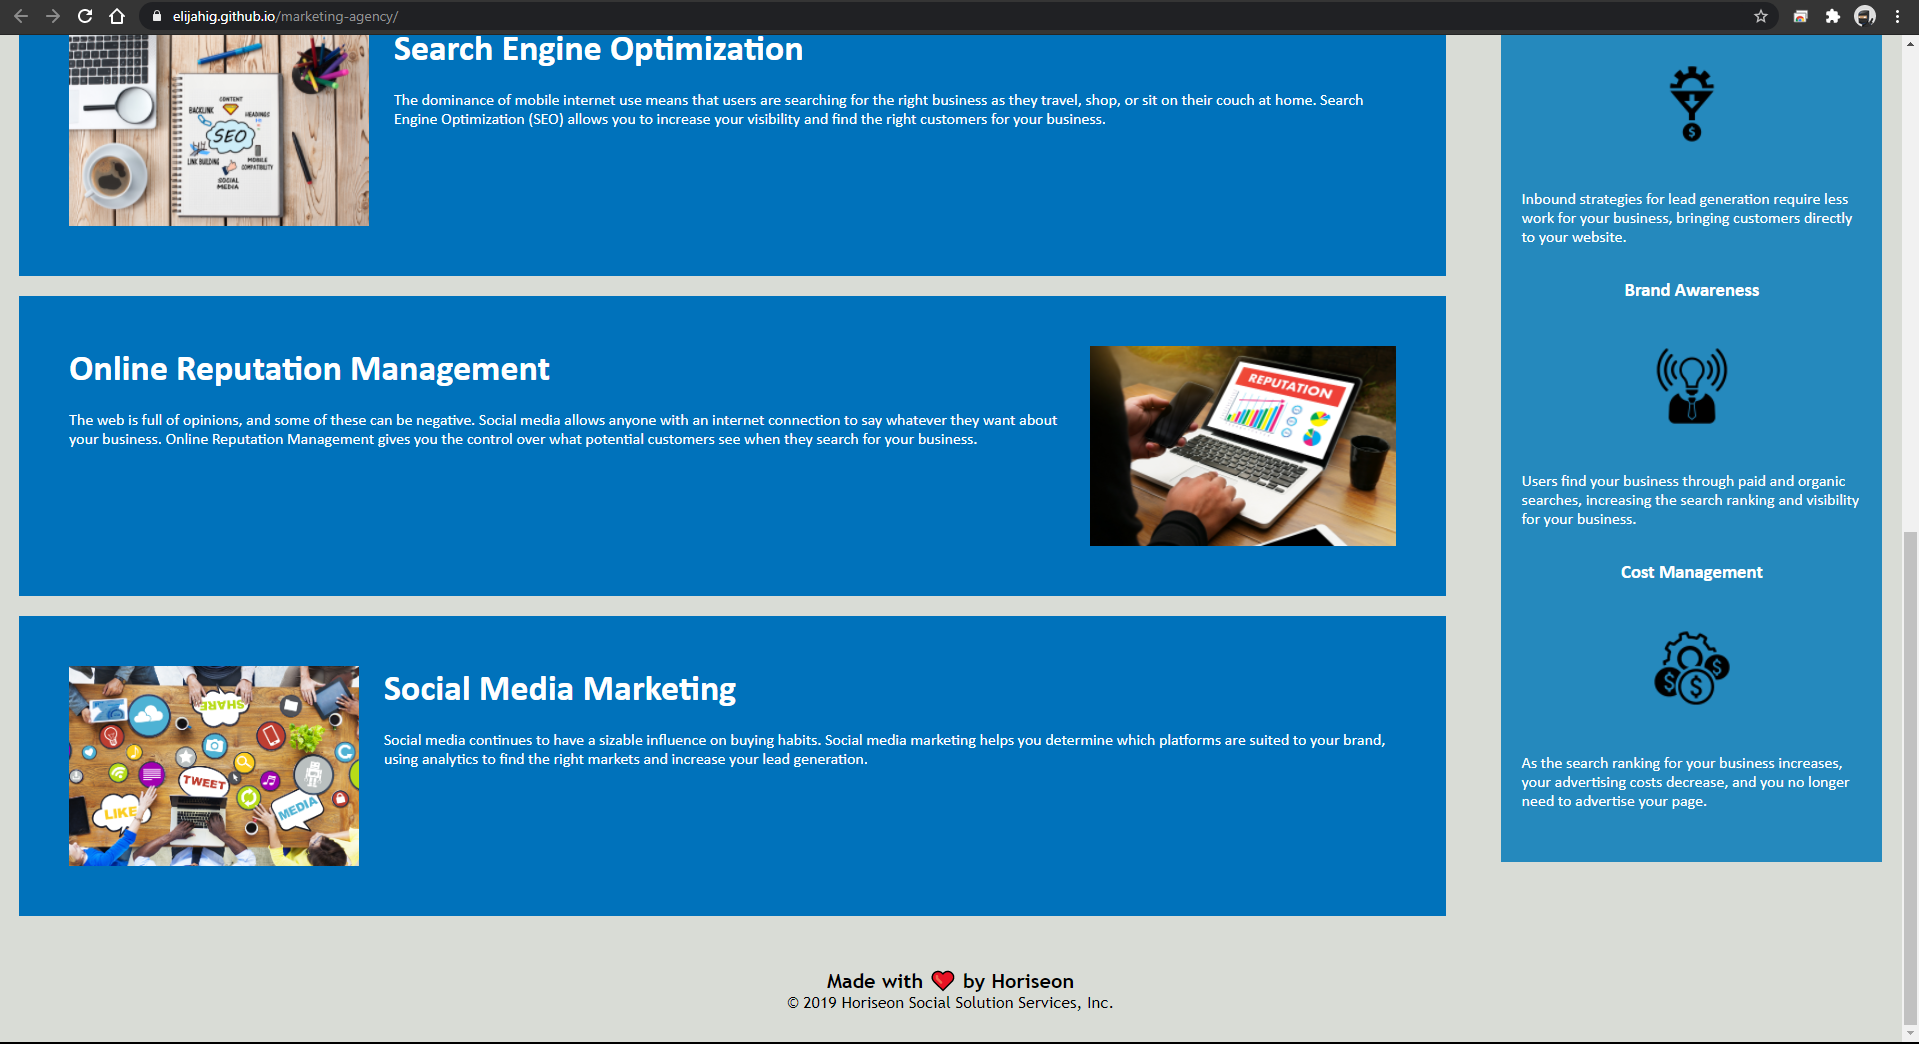 elijahig.github.io/marketing-agency/
Search Engine Optimization
The dominance of mobile internet use means that users are searching for the right business as they travel, shop, or sit on their couch at home. Search
Engine Optimization (SEO) allows you to increase your visibility and find the right customers for your business.
CONTENT
BACKLINK
HEADINGS
SEO
LINK BUILDING
MOBILE
COMPATIBILITY
SOCIAL
MEDIA
Online Reputation Management
The web is full of opinions, and some of these can be negative. Social media allows anyone with an internet connection to say whatever they want about
your business. Online Reputation Management gives you the control over what potential customers see when they search for your business.
REPUTATION
Social Media Marketing
Social media continues to have a sizable influence on buying habits. Social media marketing helps you determine which platforms are suited to your brand,
using analytics to find the right markets and increase your lead generation.
SHARE
TWEET
LIKE
MEDIA
$
Inbound strategies for lead generation require less
work for your business, bringing customers directly
to your website.
Brand Awareness
Users find your business through paid and organic
searches, increasing the search ranking and visibility
for your business.
Cost Management
$ $ $
As the search ranking for your business increases,
your advertising costs decrease, and you no longer
need to advertise your page.
Made with ❤️ by Horiseon
© 2019 Horiseon Social Solution Services, Inc.